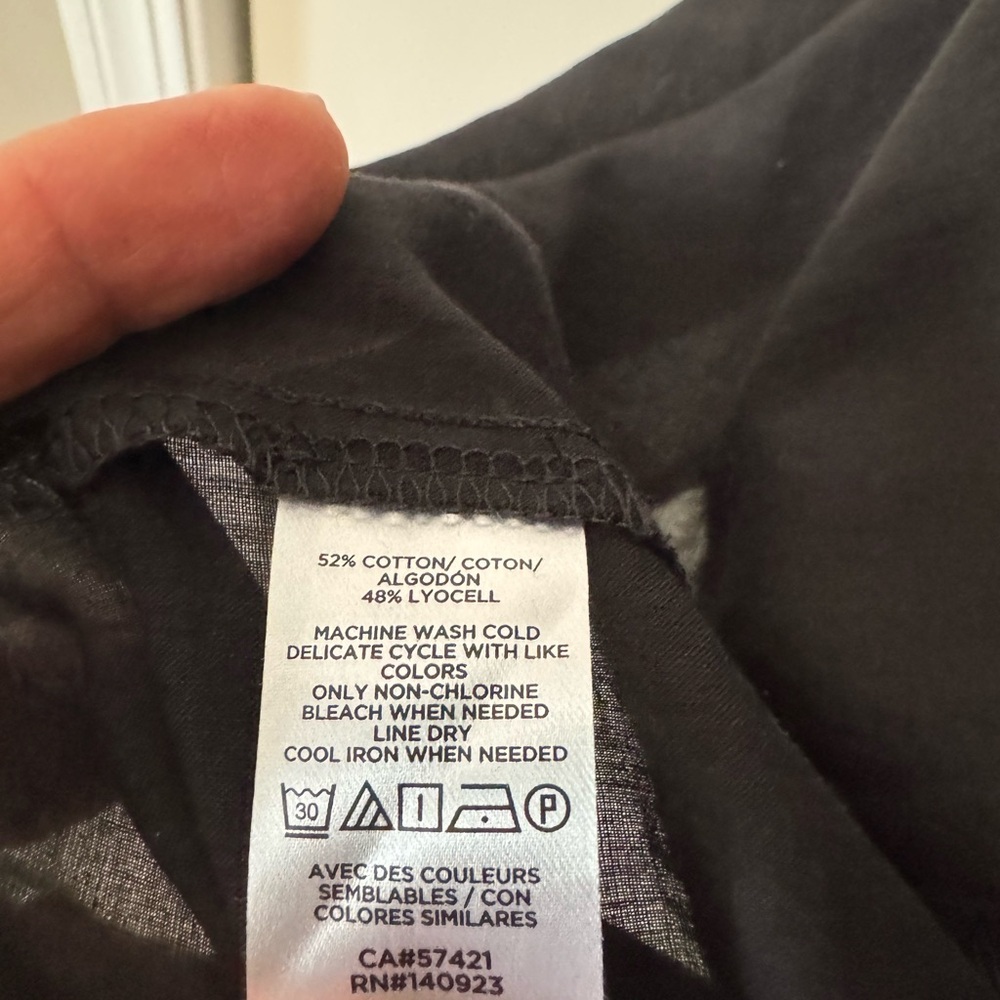 52% COTTON/ COTON/
ALGODÓN
48% LYOCELL
MACHINE WASH COLD
DELICATE CYCLE WITH LIKE
COLORS
ONLY NON-CHLORINE
BLEACH WHEN NEEDED
LINE DRY
COOL IRON WHEN NEEDED
30 P
AVEC DES COULEURS
SEMBLABLES / CON
COLORES SIMILARES
CA#57421
RN#140923